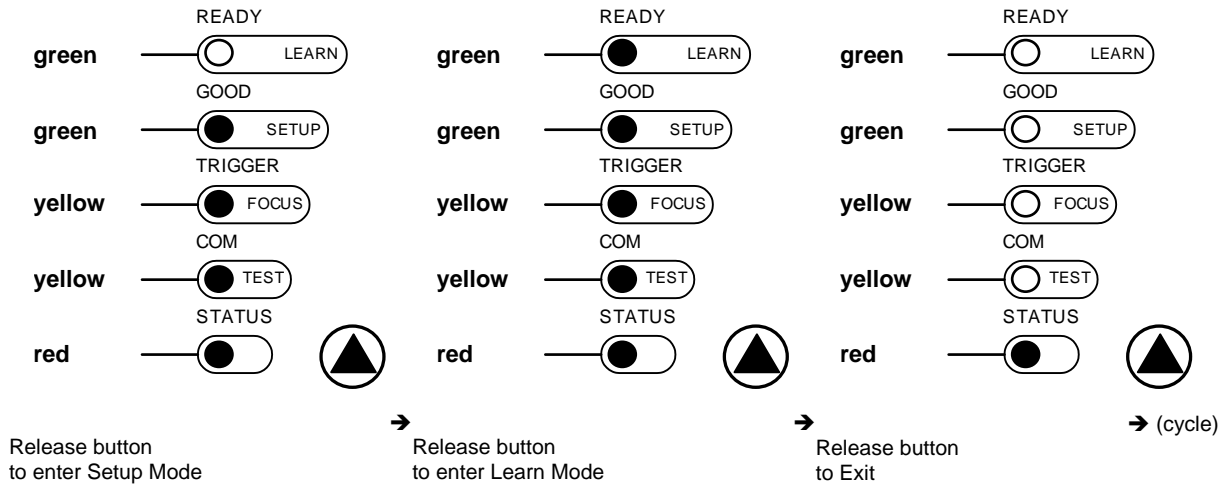 READY
green LEARN
GOOD
green SETUP
TRIGGER
yellow FOCUS
COM
yellow TEST
STATUS
red
➔
Release button
to enter Setup Mode
READY
green LEARN
GOOD
green SETUP
TRIGGER
yellow FOCUS
COM
yellow TEST
STATUS
red
➔
Release button
to enter Learn Mode
READY
green LEARN
GOOD
green SETUP
TRIGGER
yellow FOCUS
COM
yellow TEST
STATUS
red
➔ (cycle)
Release button
to Exit